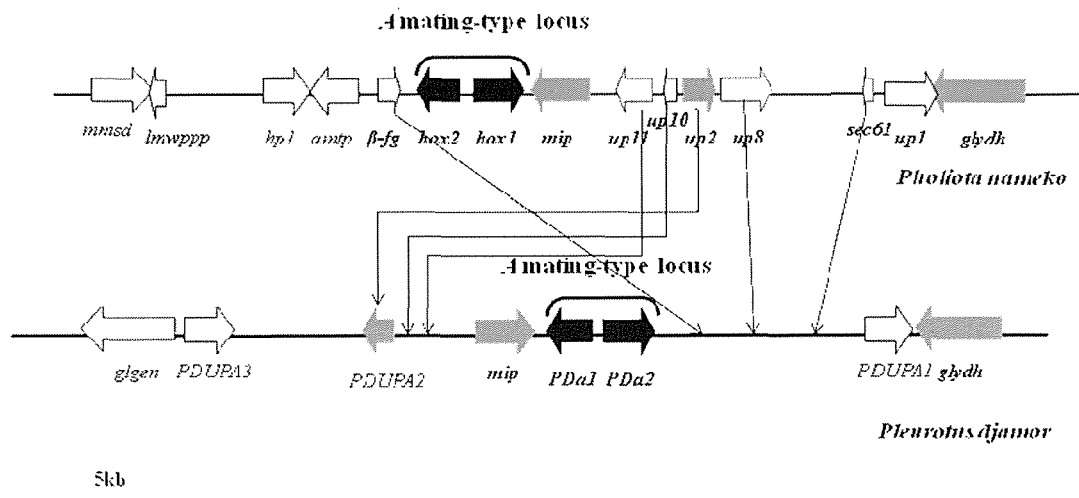 A mating-type locus
mmsd lmwppp hp1 amtp β-fg hox2 hox1 mip up11 up10 up2 up8 sec61 up1 glydh
Pholiota nameko
A mating-type locus
glgen PDUPA3 PDUPA2 mip PDa1 PDa2 PDUPA1 glydh
Pleurotus djamor
5kb